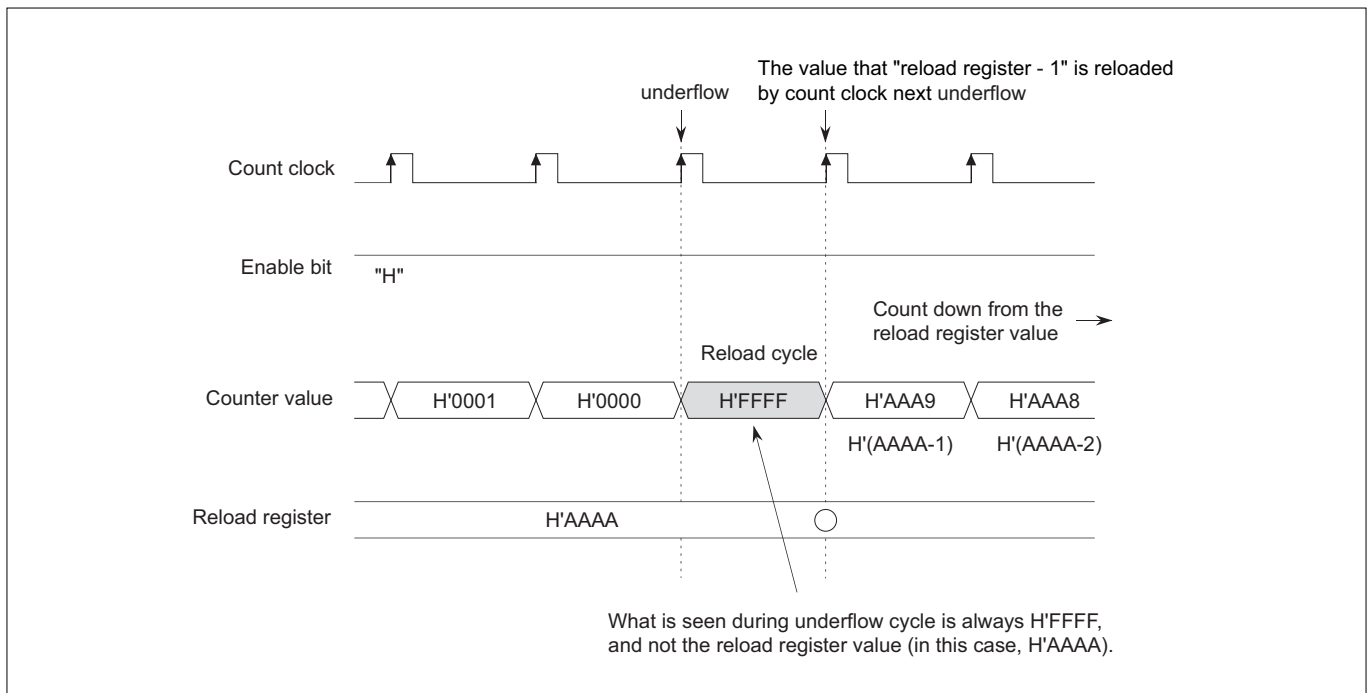 The value that "reload register - 1" is reloaded
by count clock next underflow
underflow
Count clock
Enable bit
"H"
Count down from the
reload register value
Reload cycle
Counter value
H'0001
H'0000
H'FFFF
H'AAA9
H'AAA8
H'(AAAA-1)
H'(AAAA-2)
Reload register
H'AAAA
What is seen during underflow cycle is always H'FFFF,
and not the reload register value (in this case, H'AAAA).